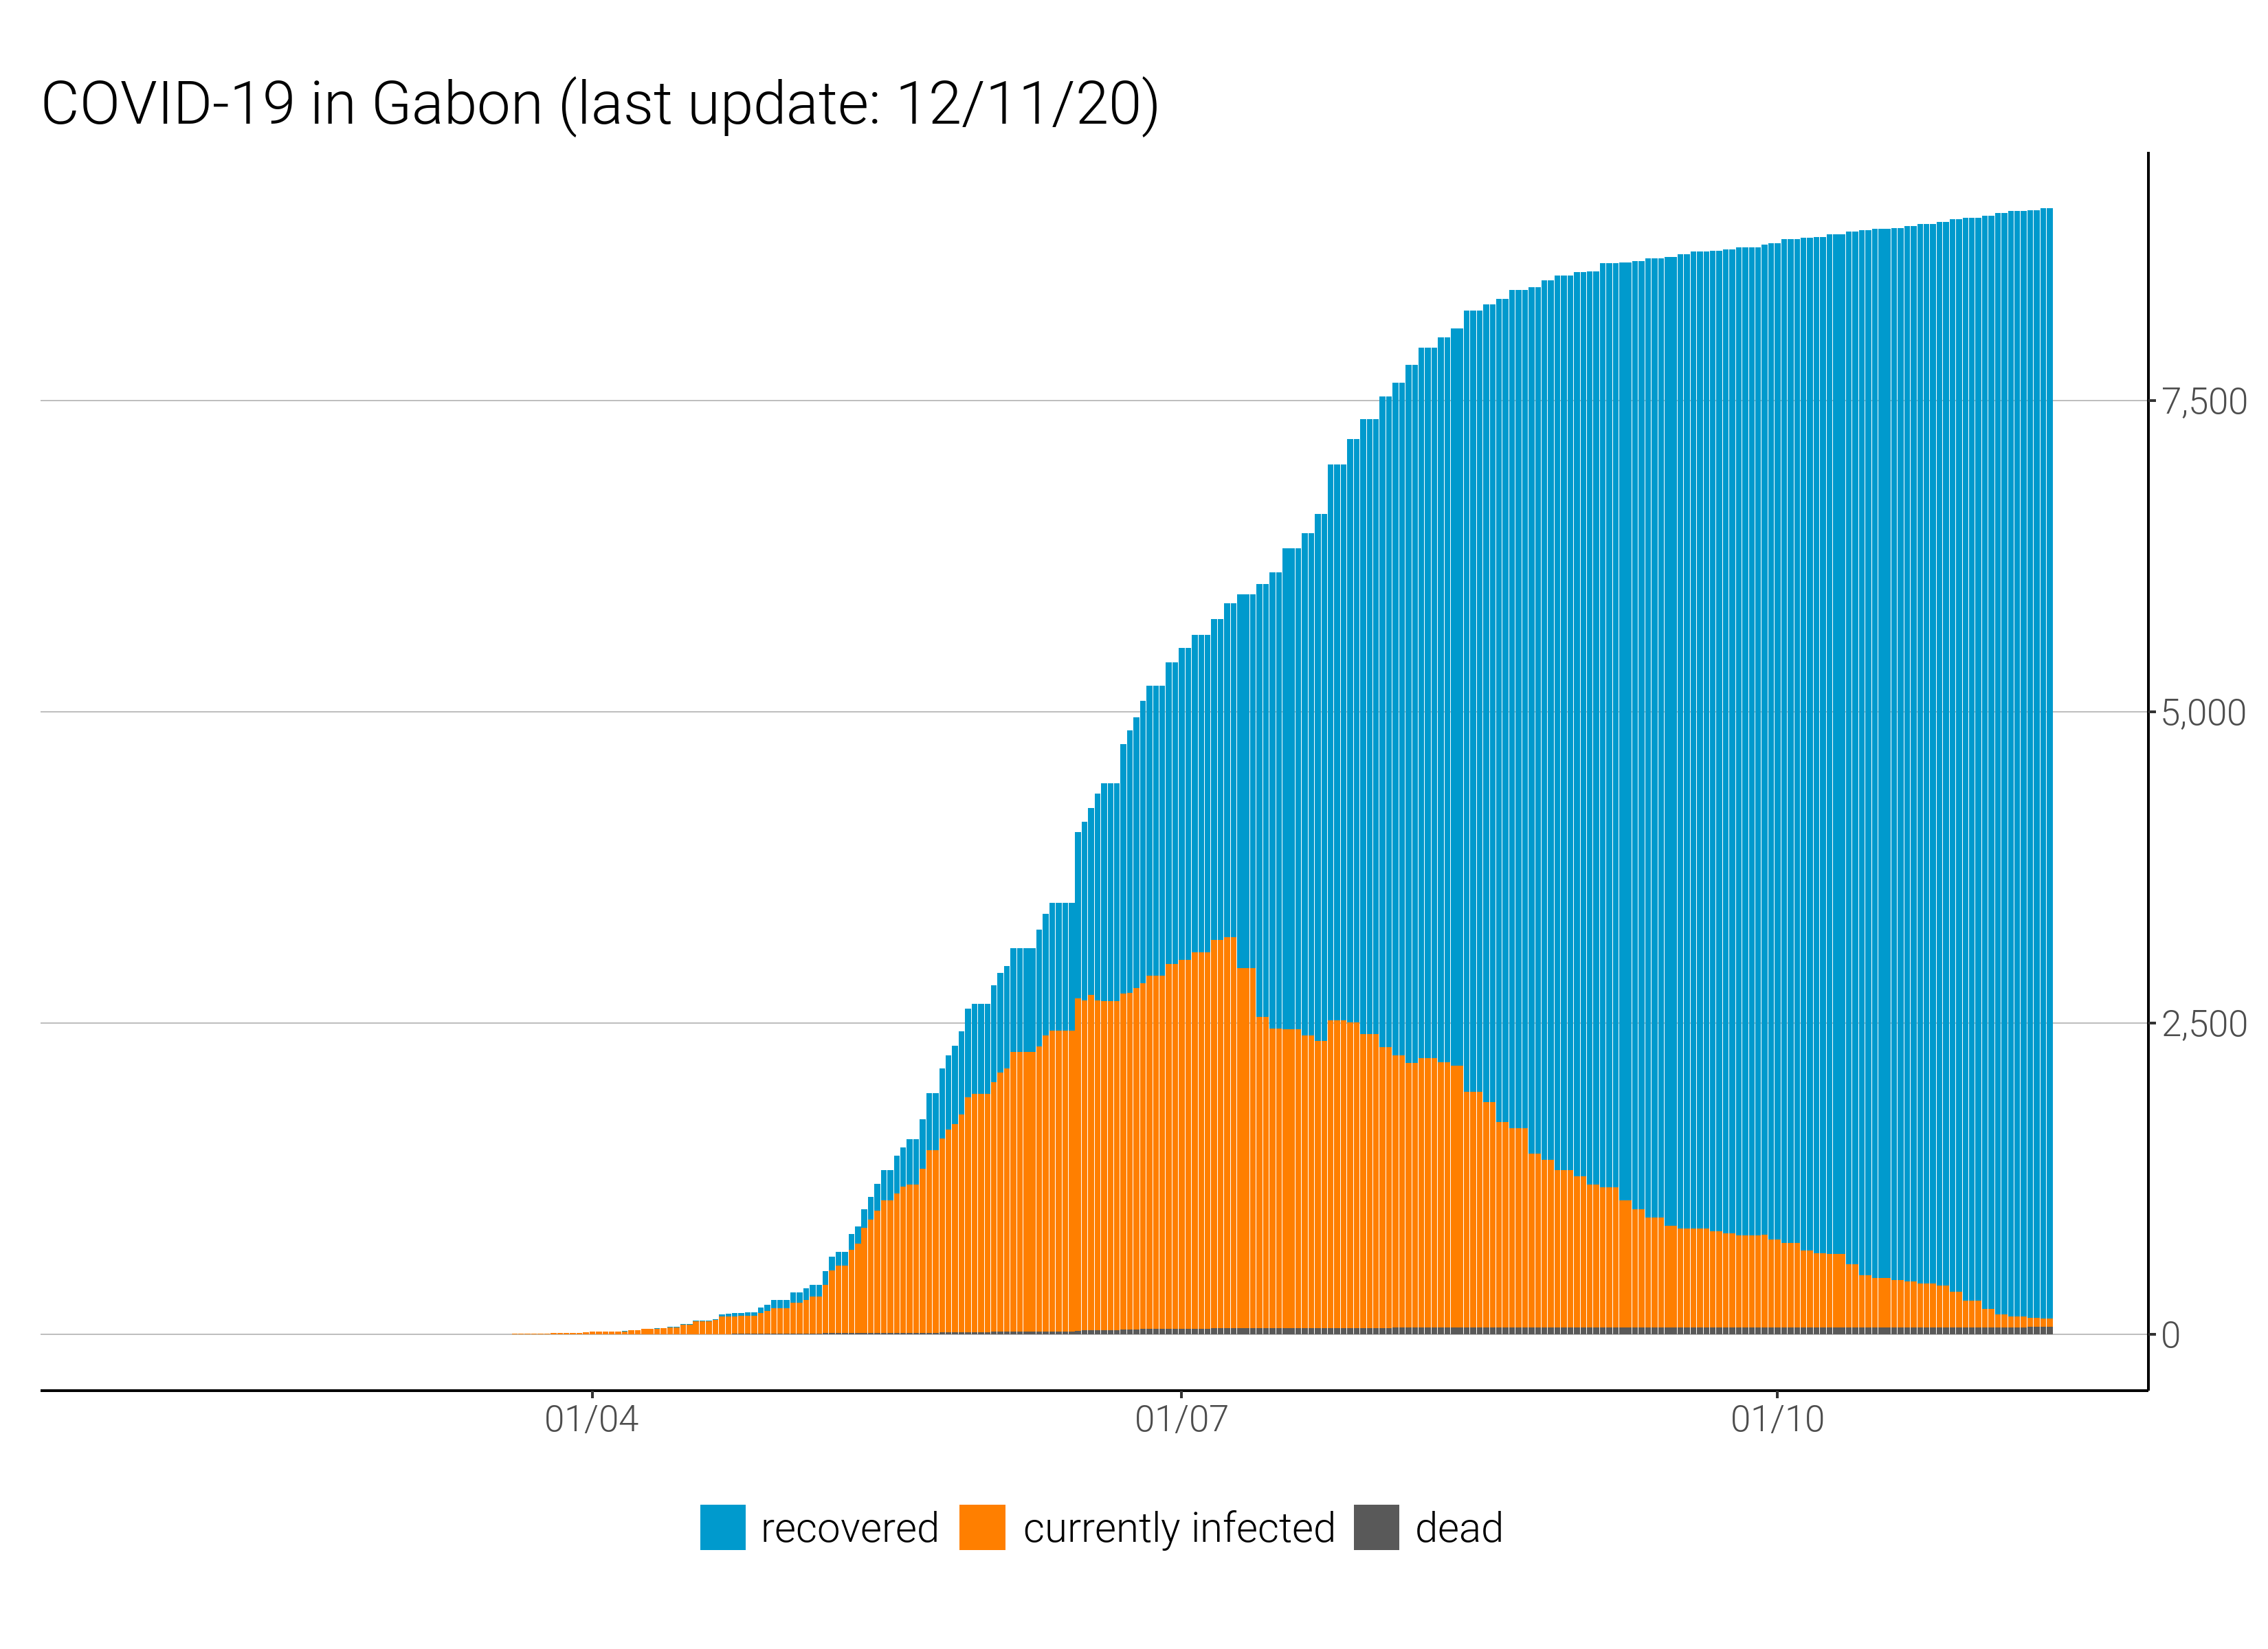 COVID-19 in Gabon (last update: 12/11/20)
7,500
5,000
2,500
0
01/04 01/07 01/10
recovered currently infected dead